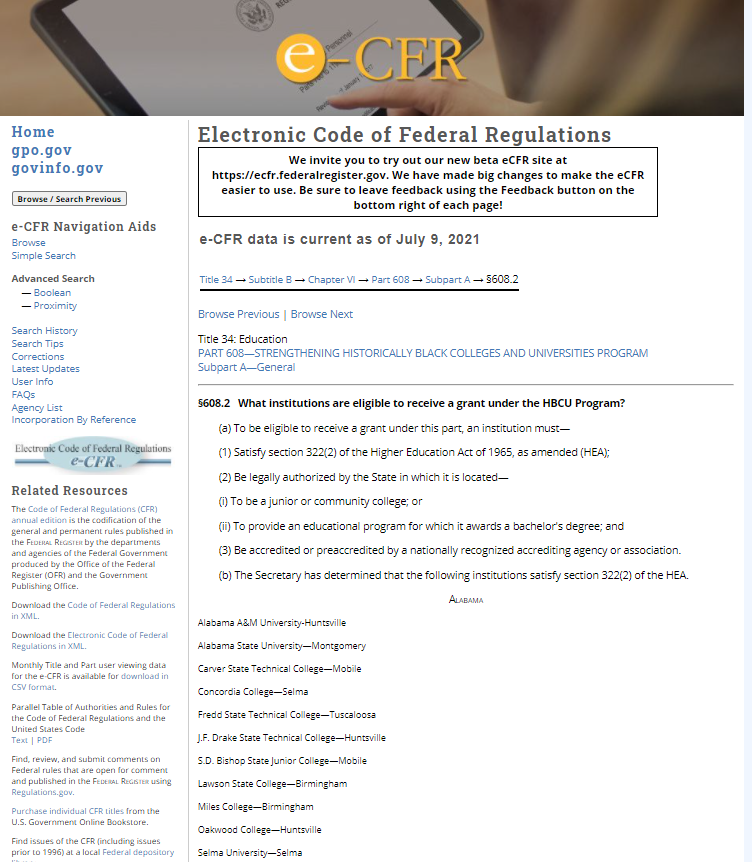 e-CFR
Electronic Code of Federal Regulations
We invite you to try out our new beta eCFR site at
https://ecfr.federalregister.gov. We have made big changes to make the eCFR
easier to use. Be sure to leave feedback using the Feedback button on the
bottom right of each page!
e-CFR data is current as of July 9, 2021
Title 34 → Subtitle B → Chapter VI → Part 608 → Subpart A → §608.2
Browse Previous | Browse Next
Title 34: Education
PART 608—STRENGTHENING HISTORICALLY BLACK COLLEGES AND UNIVERSITIES PROGRAM
Subpart A—General
§608.2 What institutions are eligible to receive a grant under the HBCU Program?
(a) To be eligible to receive a grant under this part, an institution must—
(1) Satisfy section 322(2) of the Higher Education Act of 1965, as amended (HEA);
(2) Be legally authorized by the State in which it is located—
(i) To be a junior or community college; or
(ii) To provide an educational program for which it awards a bachelor's degree; and
(3) Be accredited or preaccredited by a nationally recognized accrediting agency or association.
(b) The Secretary has determined that the following institutions satisfy section 322(2) of the HEA.
ALABAMA
Alabama A&M University-Huntsville
Alabama State University—Montgomery
Carver State Technical College—Mobile
Concordia College—Selma
Fredd State Technical College—Tuscaloosa
J.F. Drake State Technical College—Huntsville
S.D. Bishop State Junior College—Mobile
Lawson State College—Birmingham
Miles College—Birmingham
Oakwood College—Huntsville
Selma University—Selma
Home
gpo.gov
govinfo.gov
Browse / Search Previous
e-CFR Navigation Aids
Browse
Simple Search
Advanced Search
— Boolean
— Proximity
Search History
Search Tips
Corrections
Latest Updates
User Info
FAQs
Agency List
Incorporation By Reference
Electronic Code of Federal Regulations
e-CFR
Related Resources
The Code of Federal Regulations (CFR)
annual edition is the codification of the
general and permanent rules published in
the FEDERAL REGISTER by the departments
and agencies of the Federal Government
produced by the Office of the Federal
Register (OFR) and the Government
Publishing Office.
Download the Code of Federal Regulations
in XML.
Download the Electronic Code of Federal
Regulations in XML.
Monthly Title and Part user viewing data
for the e-CFR is available for download in
CSV format.
Parallel Table of Authorities and Rules for
the Code of Federal Regulations and the
United States Code
Text | PDF
Find, review, and submit comments on
Federal rules that are open for comment
and published in the FEDERAL REGISTER using
Regulations.gov.
Purchase individual CFR titles from the
U.S. Government Online Bookstore.
Find issues of the CFR (including issues
prior to 1996) at a local Federal depository